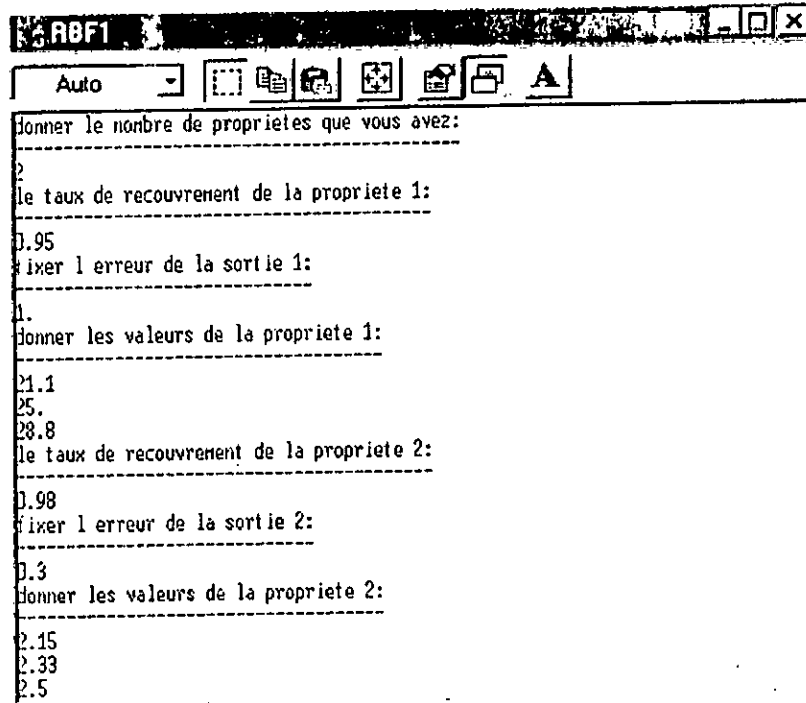 RBF1
Auto
A
donner le nombre de proprietes que vous avez:
2
le taux de recouvrement de la propriete 1:
0.95
fixer l erreur de la sortie 1:
1.
donner les valeurs de la propriete 1:
21.1
25.
28.8
le taux de recouvrement de la propriete 2:
0.98
fixer l erreur de la sortie 2:
0.3
donner les valeurs de la propriete 2:
2.15
2.33
2.5